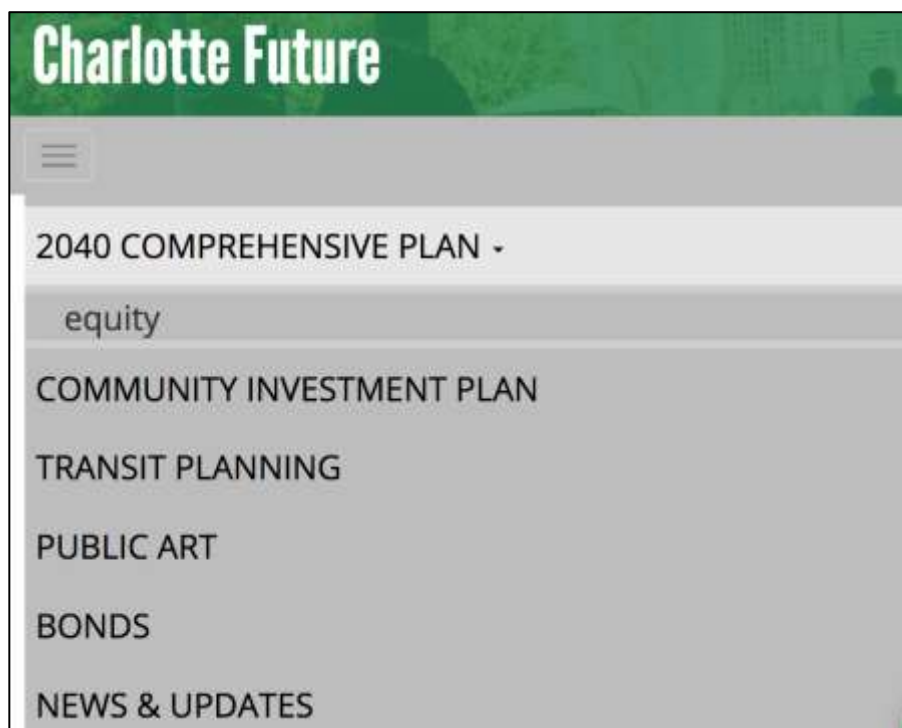 Charlotte Future
2040 COMPREHENSIVE PLAN
equity
COMMUNITY INVESTMENT PLAN
TRANSIT PLANNING
PUBLIC ART
BONDS
NEWS & UPDATES